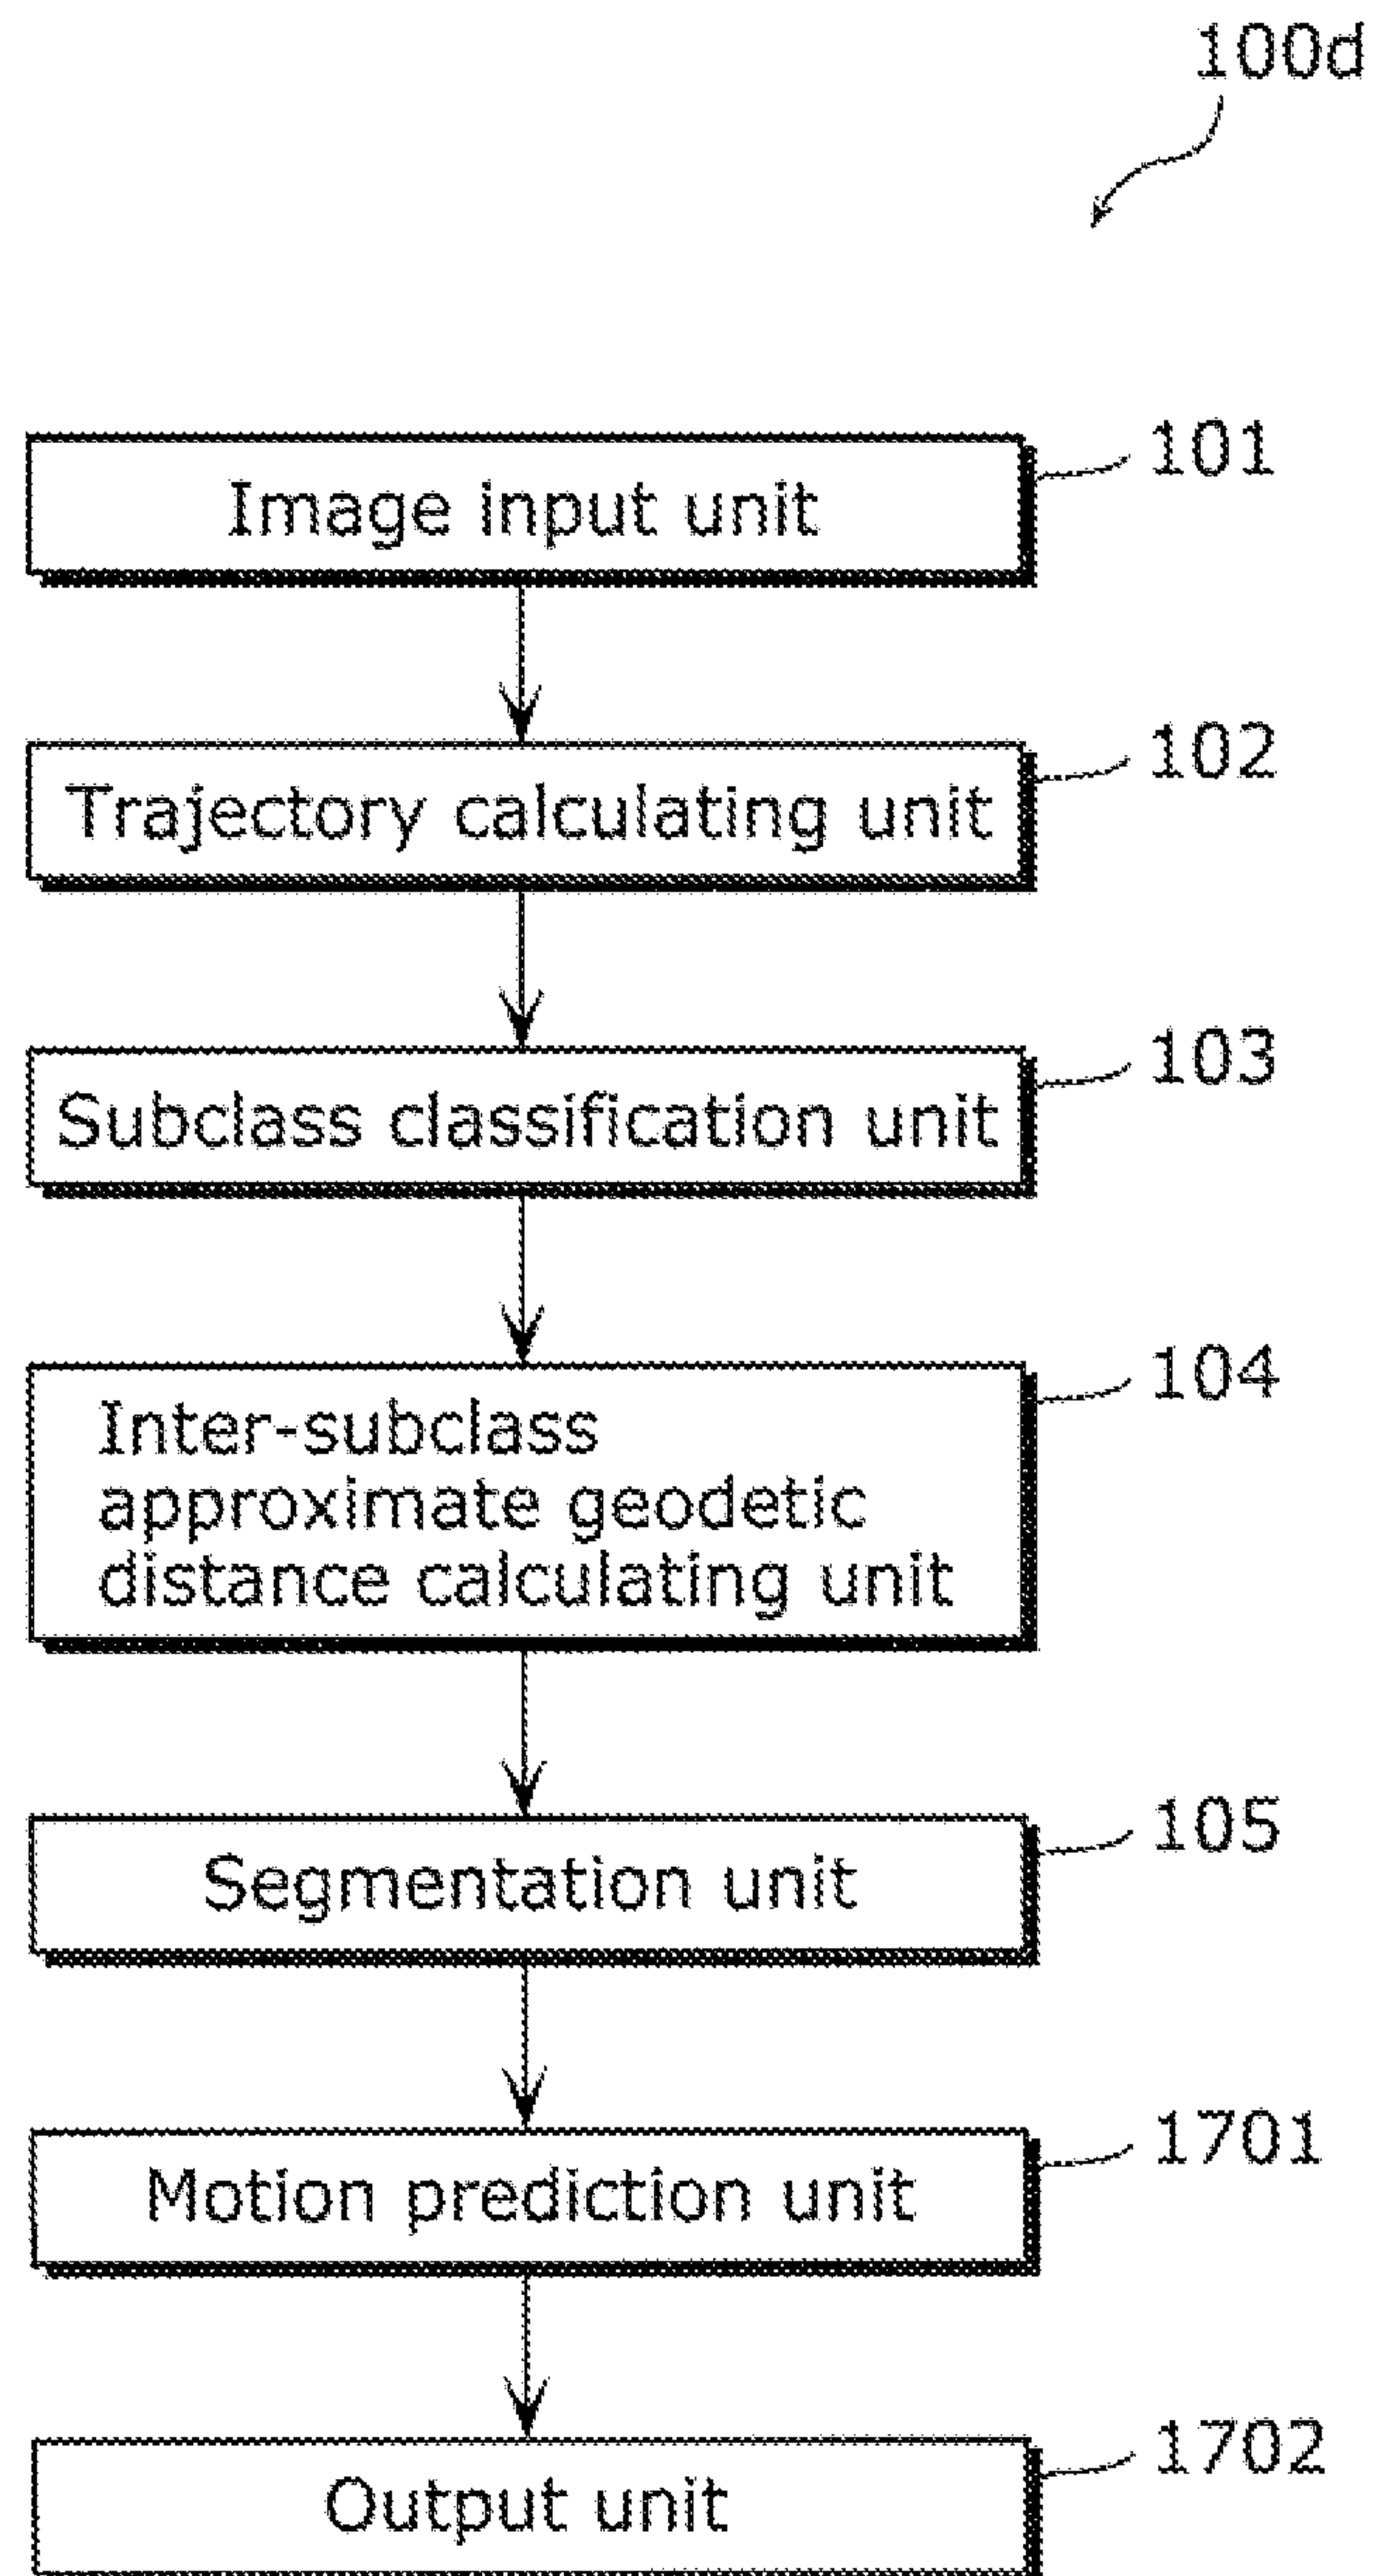 100d
Image input unit
101
Trajectory calculating unit
102
Subclass classification unit
103
Inter-subclass
approximate geodetic
distance calculating unit
104
Segmentation unit
105
Motion prediction unit
1701
Output unit
1702